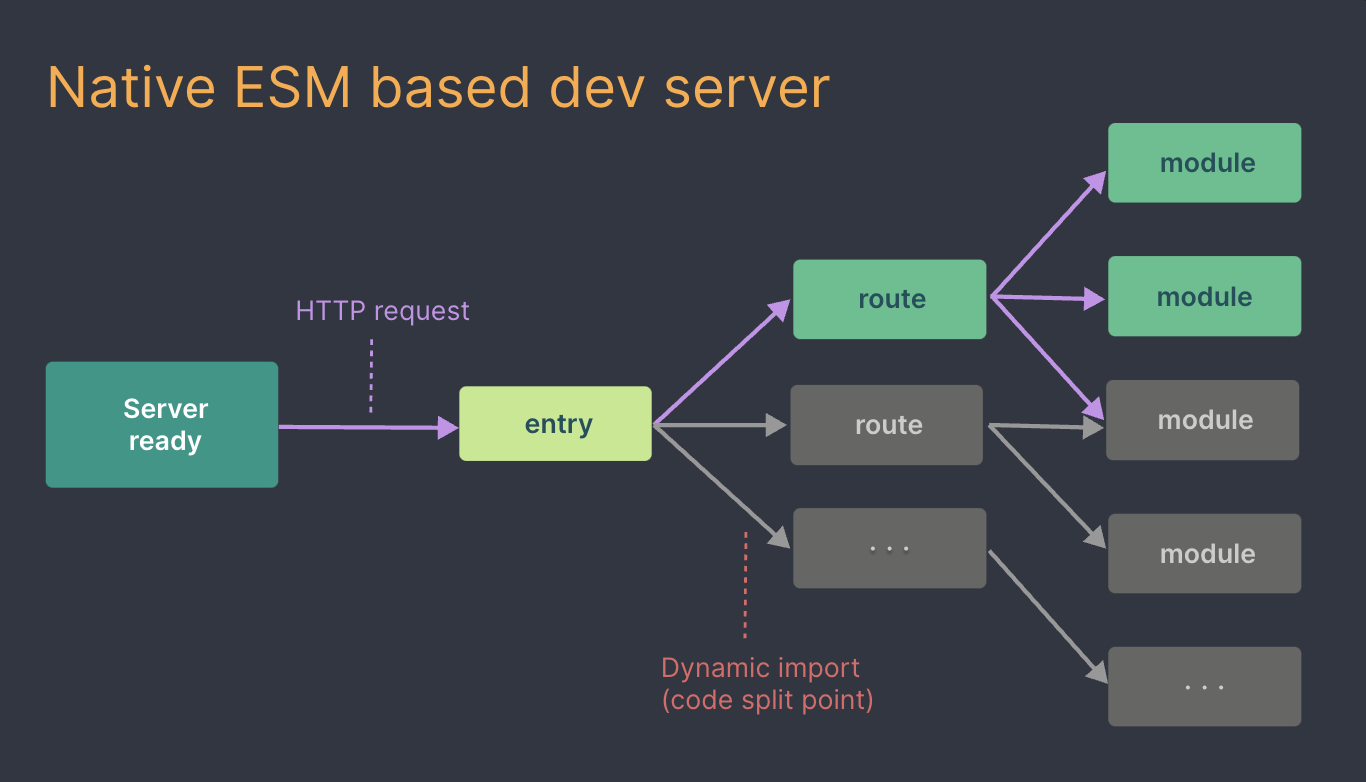 Native ESM based dev server
module
HTTP request
route
module
Server
ready
entry
route
module
· · ·
module
Dynamic import
(code split point)
· · ·